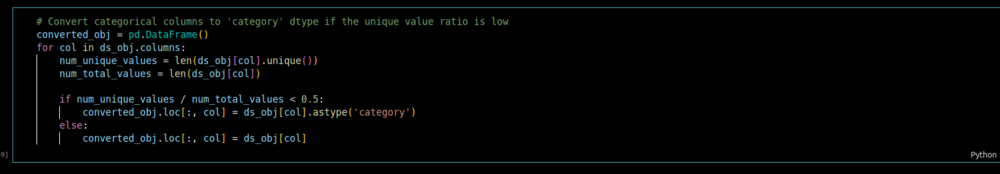 # Convert categorical columns to 'category' dtype if the unique value ratio is low
converted_obj = pd.DataFrame()
for col in ds_obj.columns:
    num_unique_values = len(ds_obj[col].unique())
    num_total_values = len(ds_obj[col])

    if num_unique_values / num_total_values < 0.5:
        converted_obj.loc[:, col] = ds_obj[col].astype('category')
    else:
        converted_obj.loc[:, col] = ds_obj[col]
9]
Python